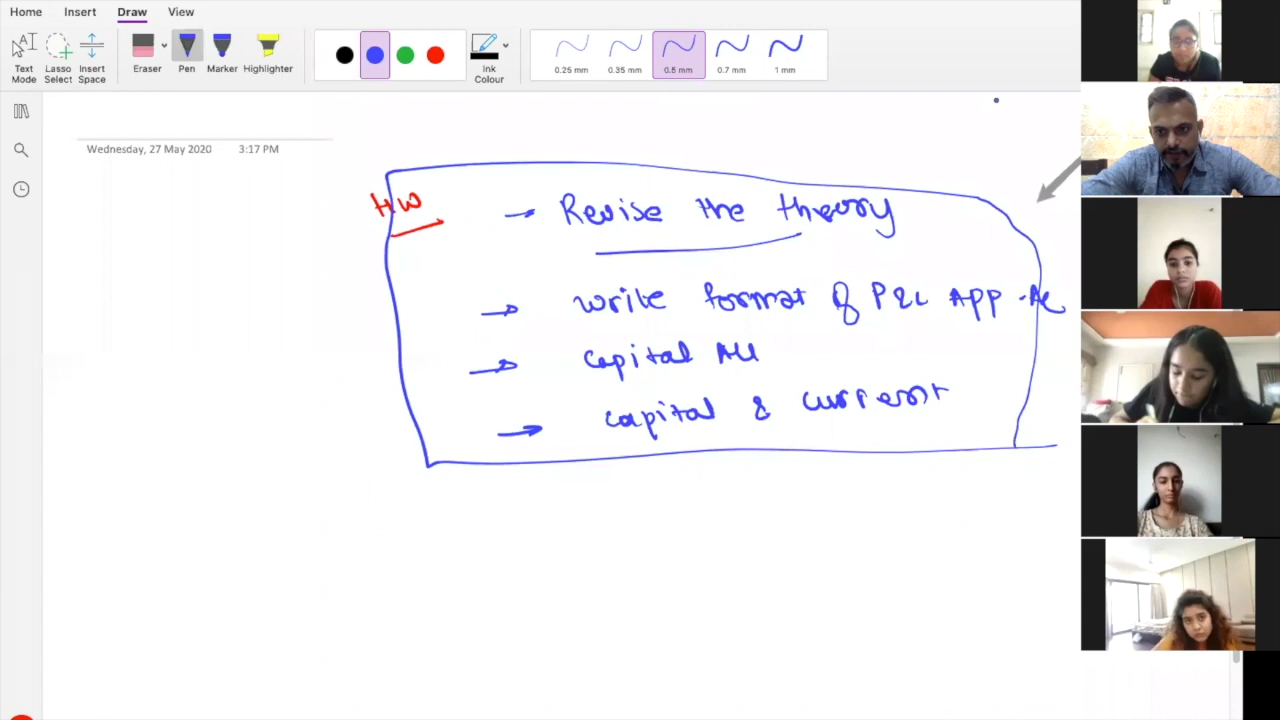 Home Insert Draw View
Text Mode
Lasso Select
Insert Space
Eraser
Pen
Marker
Highlighter
Ink Colour
0.25 mm
0.35 mm
0.5 mm
0.7 mm
1 mm
Wednesday, 27 May 2020 3:17 PM
HW
→ Revise the theory
→ write format of P&L App. Ac
→ capital
→ capital & current